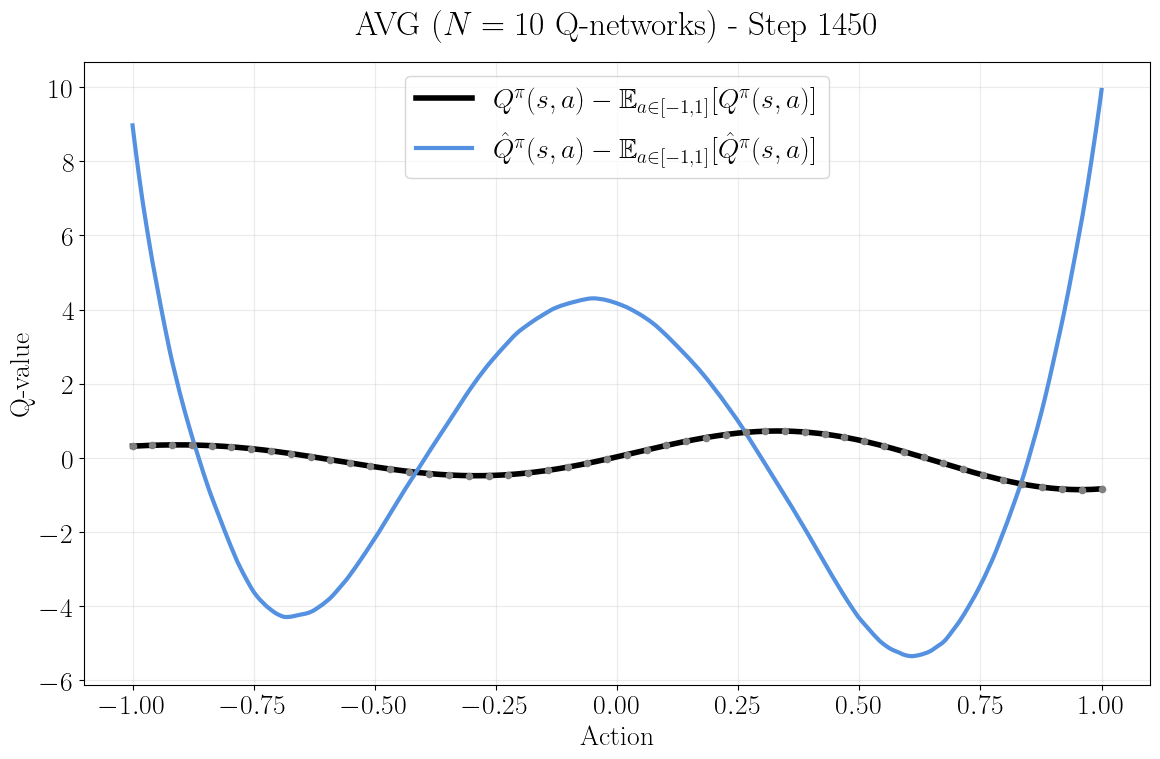 AVG (N = 10 Q-networks) - Step 1450
Q^π(s, a) − 𝔼_{a∈[−1,1]}[Q^π(s, a)]
Q̂^π(s, a) − 𝔼_{a∈[−1,1]}[Q̂^π(s, a)]
Q-value
10
8
6
4
2
0
−2
−4
−6
−1.00 −0.75 −0.50 −0.25 0.00 0.25 0.50 0.75 1.00
Action